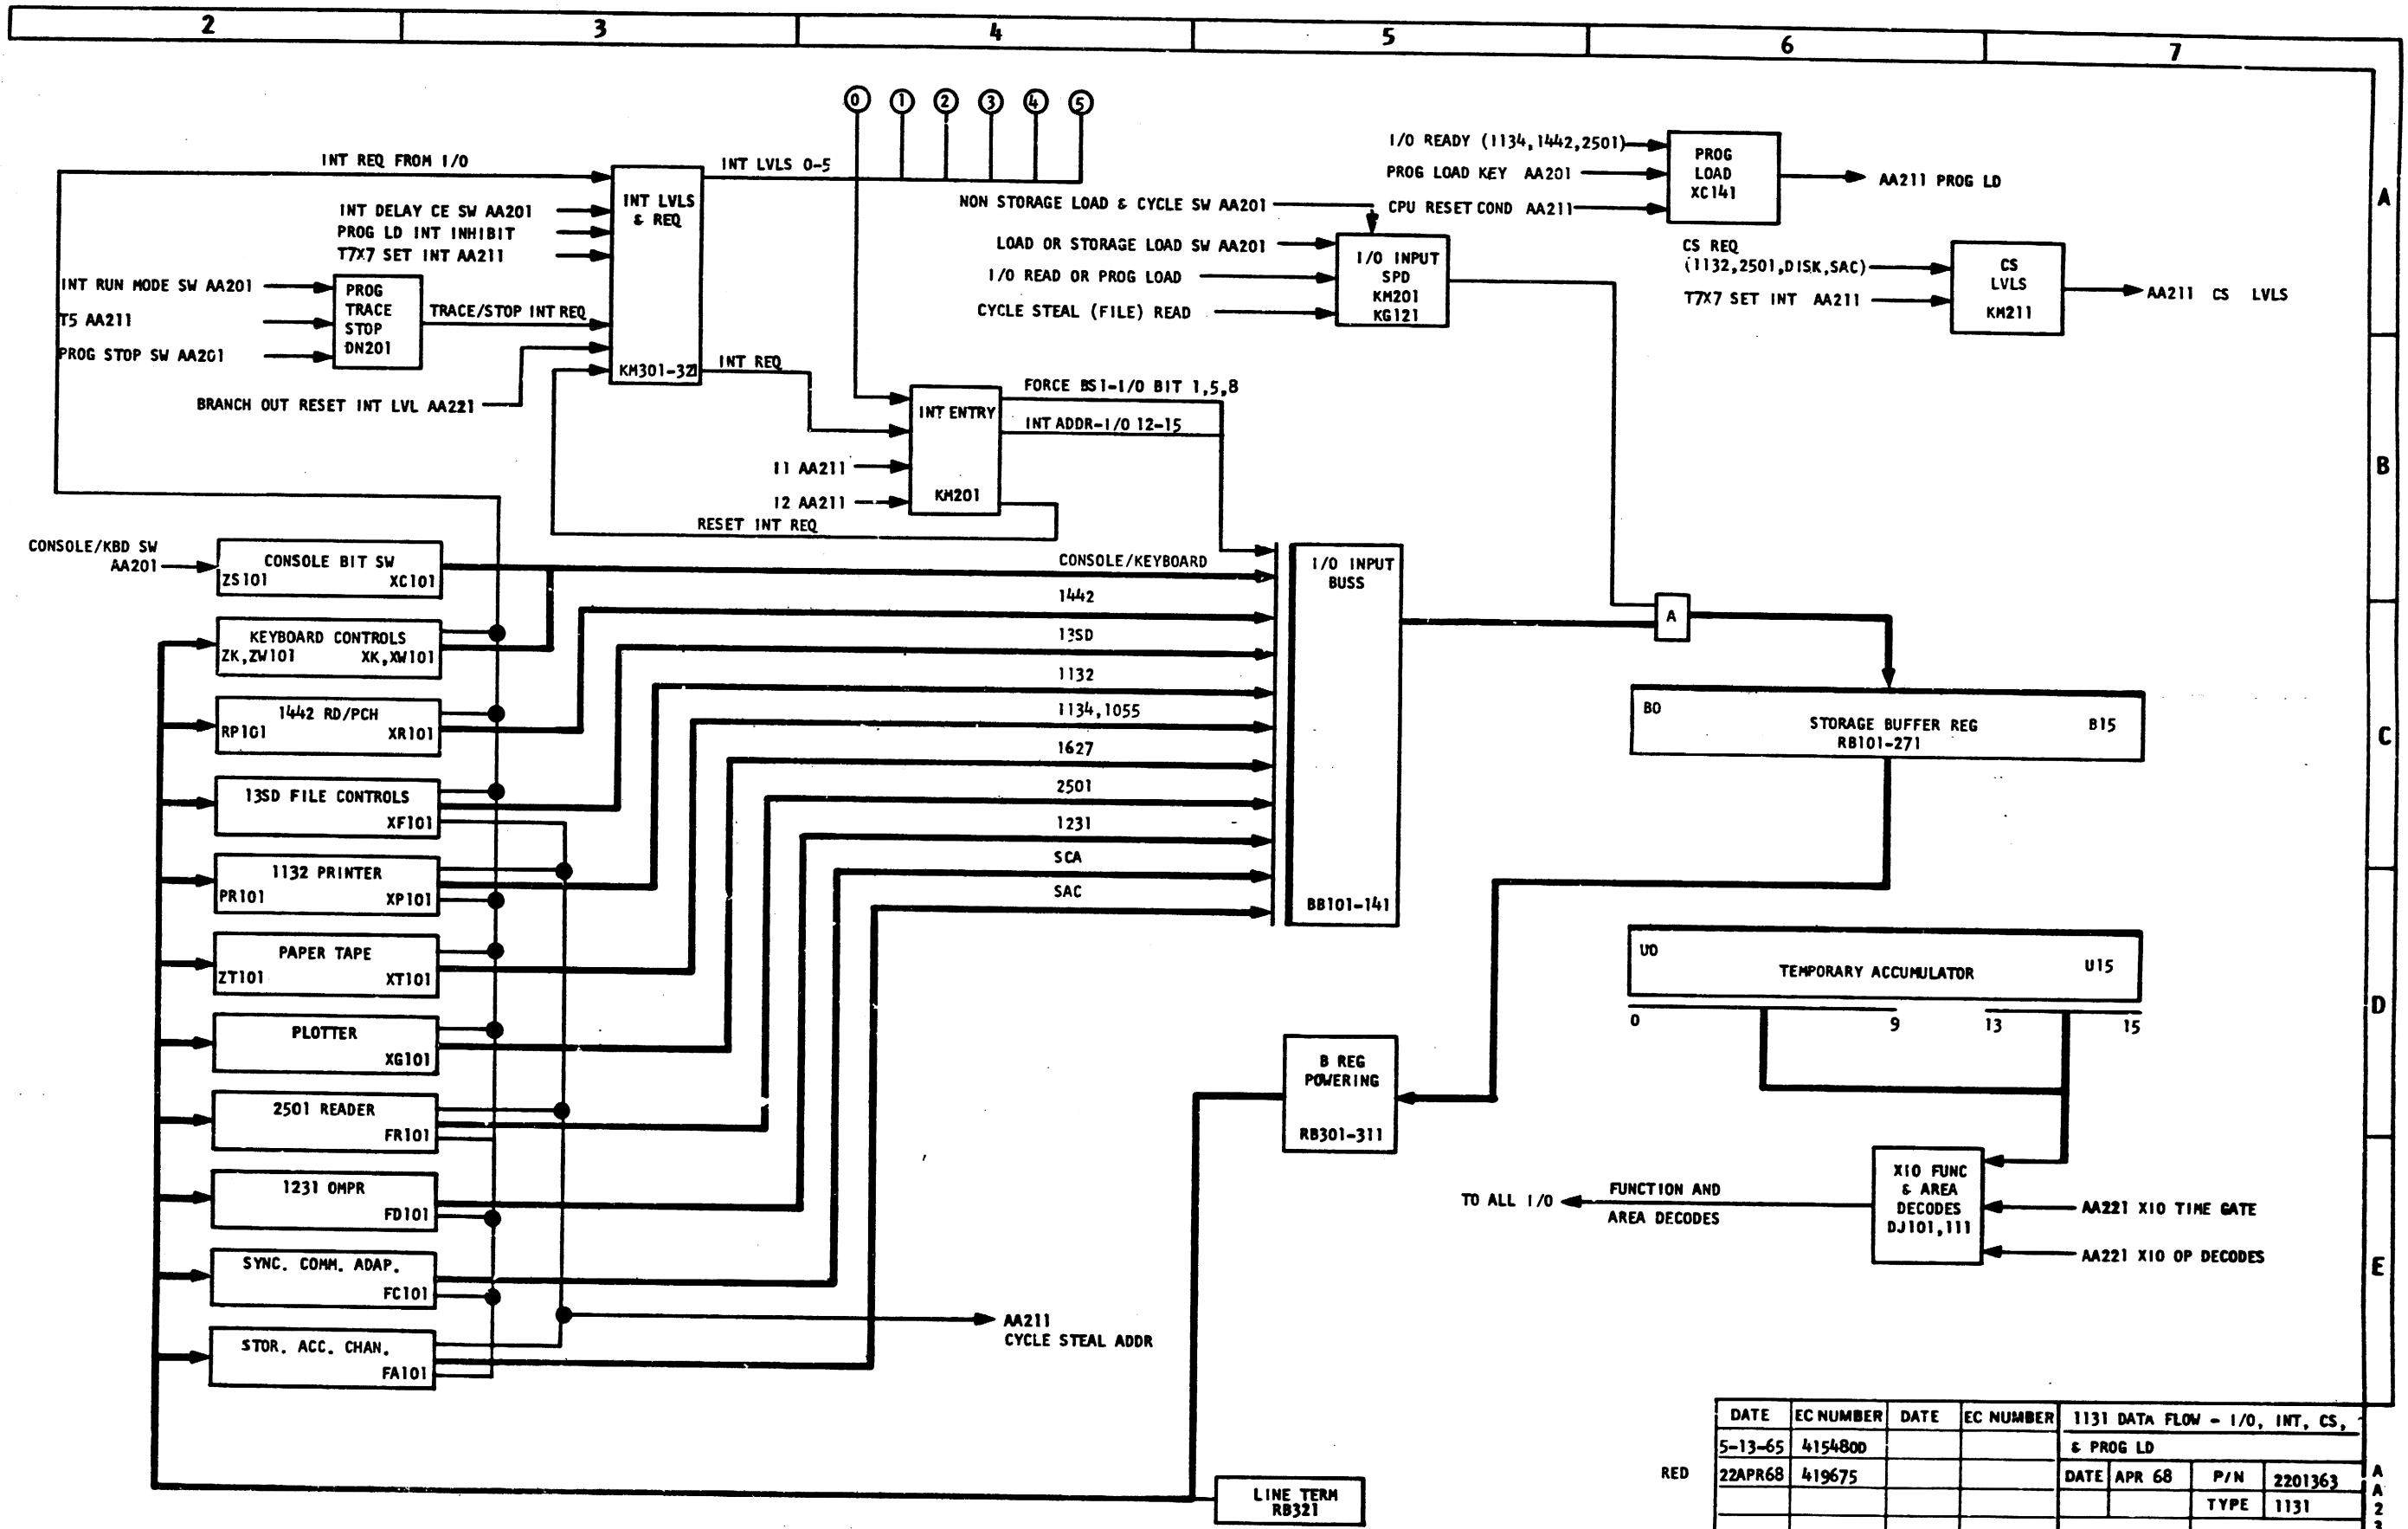 2 3 4 5 6 7
0 1 2 3 4 5
INT REQ FROM I/O
INT LVLS 0-5
INT LVLS
& REQ
KM301-321
INT DELAY CE SW AA201
PROG LD INT INHIBIT
T7X7 SET INT AA211
INT RUN MODE SW AA201
T5 AA211
PROG STOP SW AA201
PROG
TRACE
STOP
DN201
TRACE/STOP INT REQ
INT REQ
BRANCH OUT RESET INT LVL AA221
I/O READY (1134,1442,2501)
PROG LOAD KEY AA201
CPU RESET COND AA211
PROG
LOAD
XC141
AA211 PROG LD
A
NON STORAGE LOAD & CYCLE SW AA201
LOAD OR STORAGE LOAD SW AA201
I/O READ OR PROG LOAD
CYCLE STEAL (FILE) READ
I/O INPUT
SPD
KM201
KG121
CS REQ
(1132,2501,DISK,SAC)
T7X7 SET INT AA211
CS
LVLS
KM211
AA211 CS LVLS
INT ENTRY
KM201
FORCE BSI-I/O BIT 1,5,8
INT ADDR-I/O 12-15
I1 AA211
I2 AA211
RESET INT REQ
B
CONSOLE/KBD SW
AA201
CONSOLE BIT SW
ZS101 XC101
KEYBOARD CONTROLS
ZK,ZW101 XK,XW101
1442 RD/PCH
RP101 XR101
13SD FILE CONTROLS
XF101
1132 PRINTER
PR101 XP101
PAPER TAPE
ZT101 XT101
PLOTTER
XG101
2501 READER
FR101
1231 OMPR
FD101
SYNC. COMM. ADAP.
FC101
STOR. ACC. CHAN.
FA101
CONSOLE/KEYBOARD
1442
13SD
1132
1134,1055
1627
2501
1231
SCA
SAC
I/O INPUT
BUSS
BB101-141
A
B0 B15
STORAGE BUFFER REG
RB101-271
C
U0 U15
TEMPORARY ACCUMULATOR
0 9 13 15
D
B REG
POWERING
RB301-311
XIO FUNC
& AREA
DECODES
DJ101,111
TO ALL I/O
FUNCTION AND
AREA DECODES
AA221 XIO TIME GATE
AA221 XIO OP DECODES
E
AA211
CYCLE STEAL ADDR
LINE TERM
RB321
RED
DATE EC NUMBER DATE EC NUMBER 1131 DATA FLOW - I/O, INT, CS,
5-13-65 415480D & PROG LD
22APR68 419675 DATE APR 68 P/N 2201363
TYPE 1131
A
A
2
3